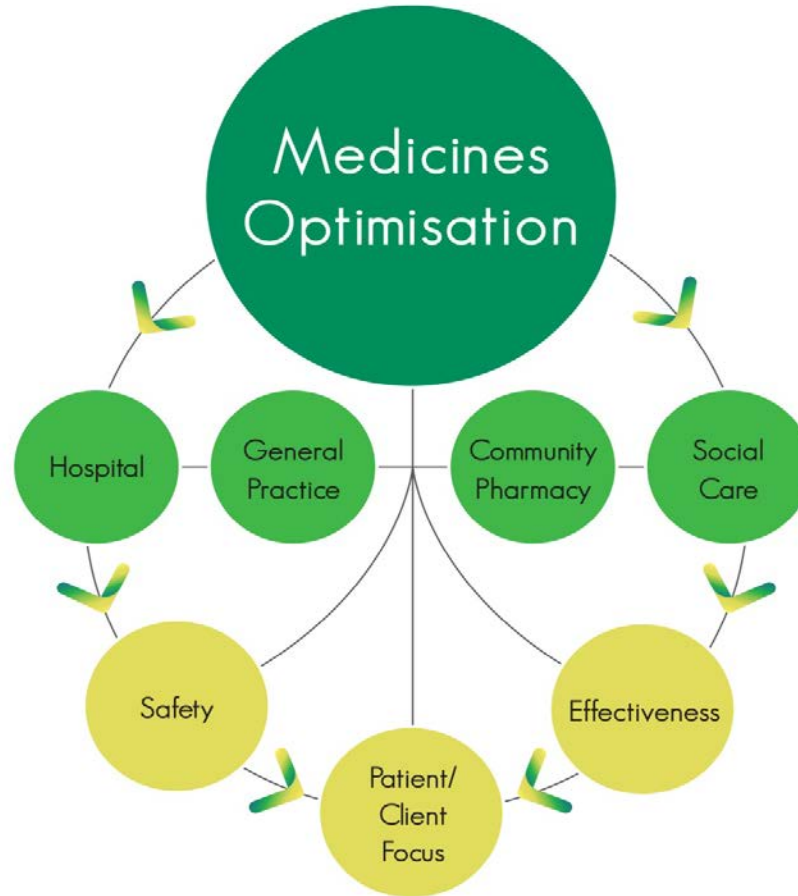 Medicines
Optimisation
Hospital
General
Practice
Community
Pharmacy
Social
Care
Safety
Effectiveness
Patient/
Client
Focus